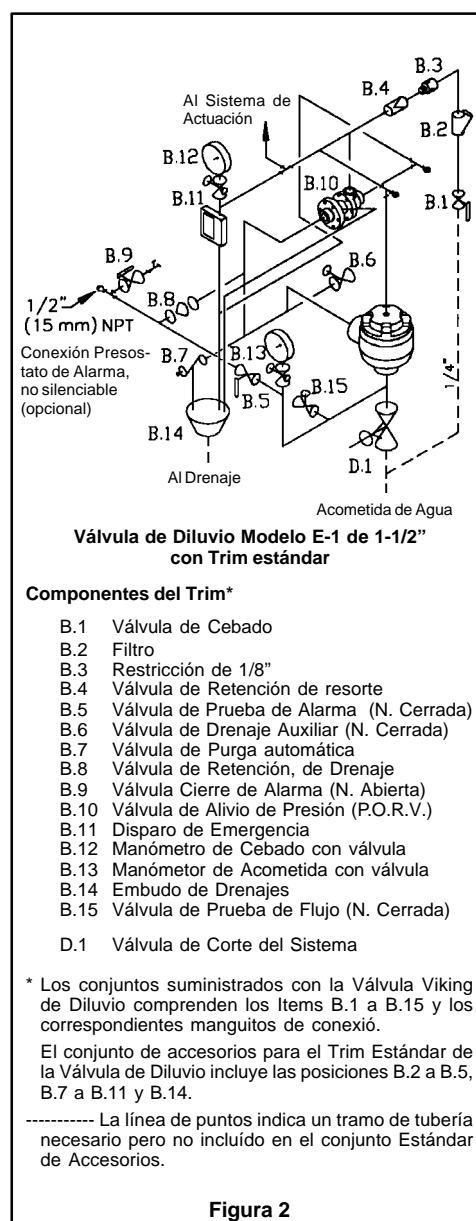 B.3
B.4
Al Sistema de
Actuación
B.2
B.12
B.10
B.11
B.1
B.9
B.6
1/2"
(15 mm) NPT
B.8
Conexión Presos-
tato de Alarma,
no silenciable
(opcional)
B.7
B.13
B.5
B.15
1/4"
B.14
D.1
Al Drenaje
Acometida de Agua
Válvula de Diluvio Modelo E-1 de 1-1/2”
con Trim estándar
Componentes del Trim*
B.1 Válvula de Cebado
B.2 Filtro
B.3 Restricción de 1/8”
B.4 Válvula de Retención de resorte
B.5 Válvula de Prueba de Alarma (N. Cerrada)
B.6 Válvula de Drenaje Auxiliar (N. Cerrada)
B.7 Válvula de Purga automática
B.8 Válvula de Retención, de Drenaje
B.9 Válvula Cierre de Alarma (N. Abierta)
B.10 Válvula de Alivio de Presión (P.O.R.V.)
B.11 Disparo de Emergencia
B.12 Manómetro de Cebado con válvula
B.13 Manómetor de Acometida con válvula
B.14 Embudo de Drenajes
B.15 Válvula de Prueba de Flujo (N. Cerrada)
D.1 Válvula de Corte del Sistema
* Los conjuntos suministrados con la Válvula Viking
de Diluvio comprenden los Items B.1 a B.15 y los
correspondientes manguitos de conexió.
El conjunto de accesorios para el Trim Estándar de
la Válvula de Diluvio incluye las posiciones B.2 a B.5,
B.7 a B.11 y B.14.
----------- La línea de puntos indica un tramo de tubería
necesario pero no incluído en el conjunto Estándar
de Accesorios.
Figura 2